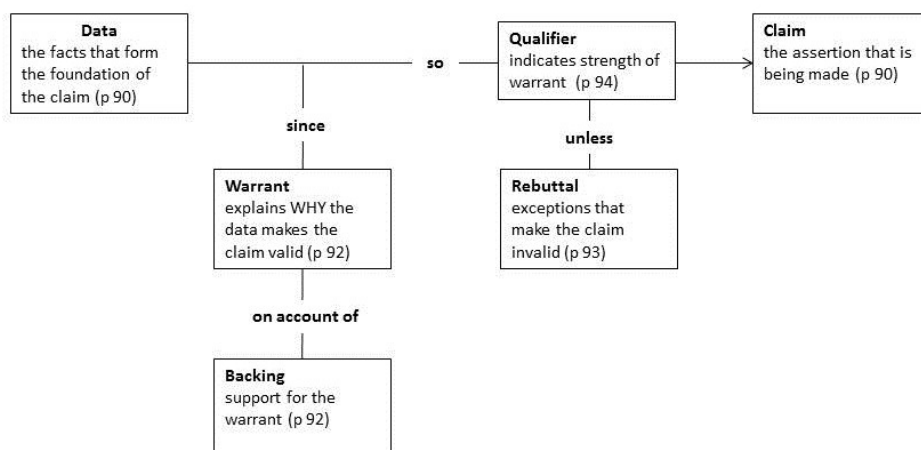 Data
the facts that form
the foundation of
the claim (p 90)
so
Qualifier
indicates strength of
warrant (p 94)
Claim
the assertion that is
being made (p 90)
since
unless
Warrant
explains WHY the
data makes the
claim valid (p 92)
Rebuttal
exceptions that
make the claim
invalid (p 93)
on account of
Backing
support for the
warrant (p 92)